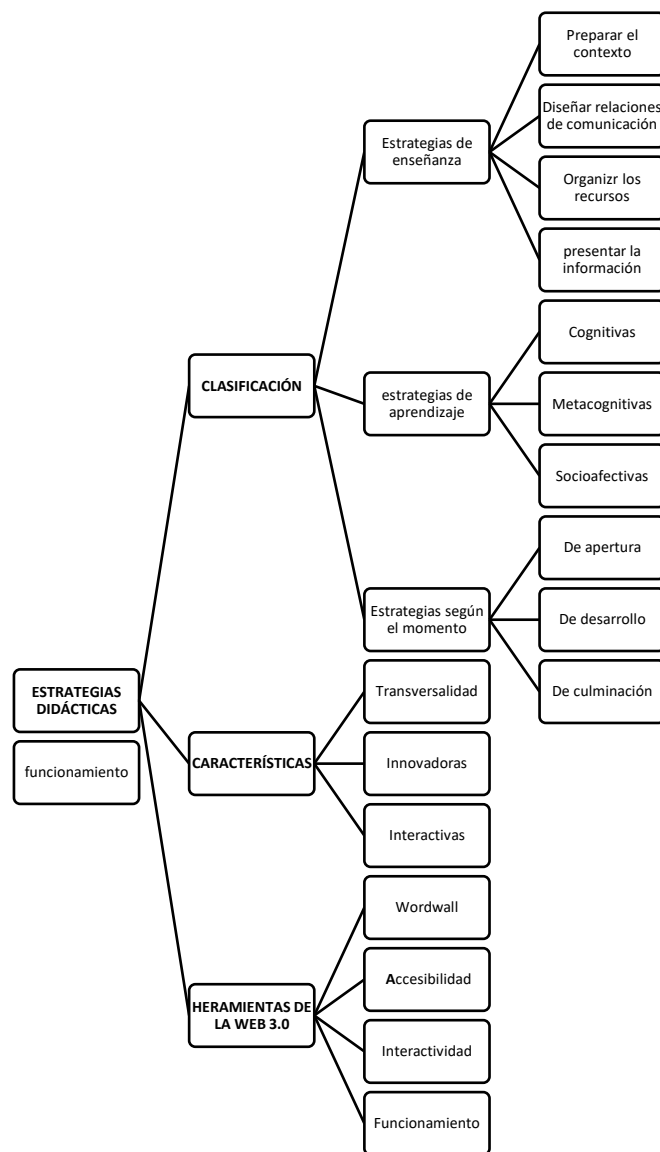 ESTRATEGIAS
DIDÁCTICAS
funcionamiento
CLASIFICACIÓN
Estrategias de
enseñanza
Preparar el
contexto
Diseñar relaciones
de comunicación
Organizr los
recursos
presentar la
información
estrategias de
aprendizaje
Cognitivas
Metacognitivas
Socioafectivas
Estrategias según
el momento
De apertura
De desarrollo
De culminación
CARACTERÍSTICAS
Transversalidad
Innovadoras
Interactivas
HERAMIENTAS DE
LA WEB 3.0
Wordwall
Accesibilidad
Interactividad
Funcionamiento